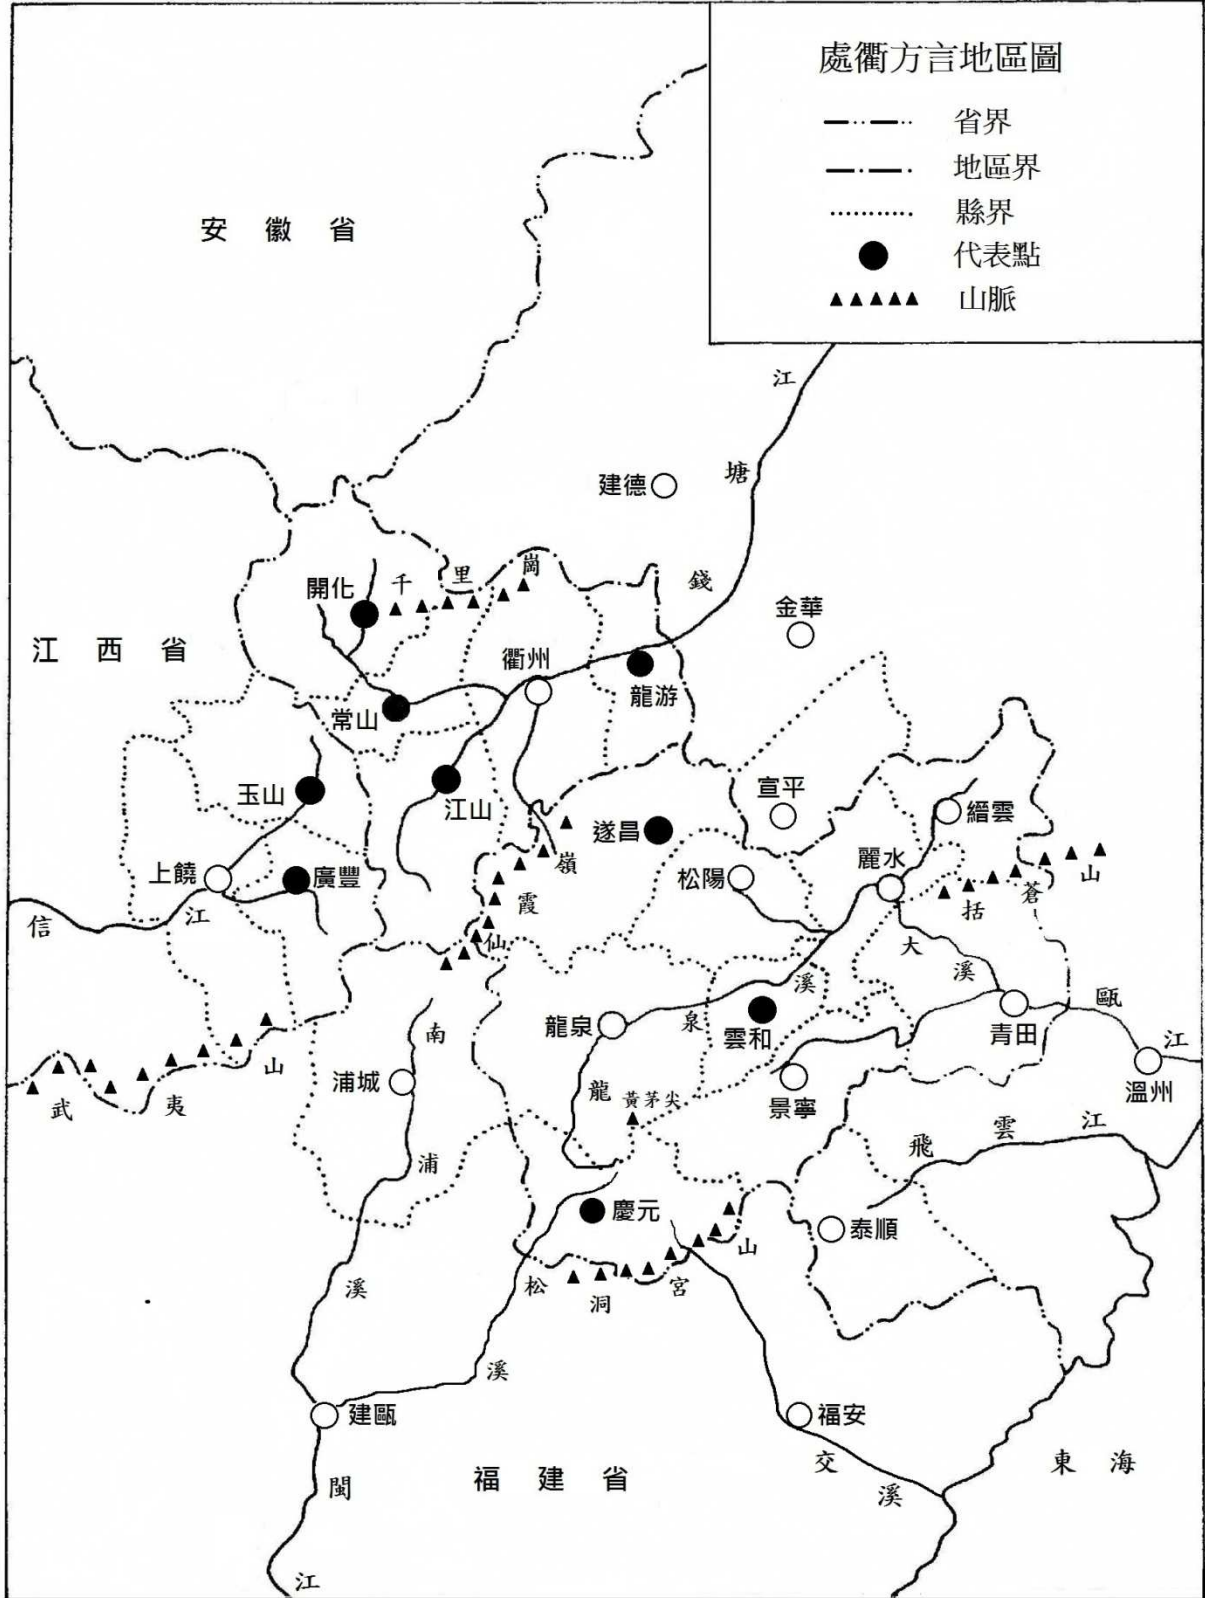 處衢方言地區圖
省界
地區界
縣界
代表點
山脈
安徽省
江西省
福建省
東海
錢塘江
建德
金華
開化
千里崗
衢州
龍游
常山
玉山
江山
上饒
廣豐
信江
遂昌
宣平
縉雲
松陽
麗水
仙霞嶺
括蒼山
大溪
青田
甌江
溫州
龍泉
龍泉溪
雲和
景寧
黃茅尖
武夷山
浦城
南浦溪
慶元
飛雲江
泰順
洞宮山
松溪
建甌
閩江
福安
交溪